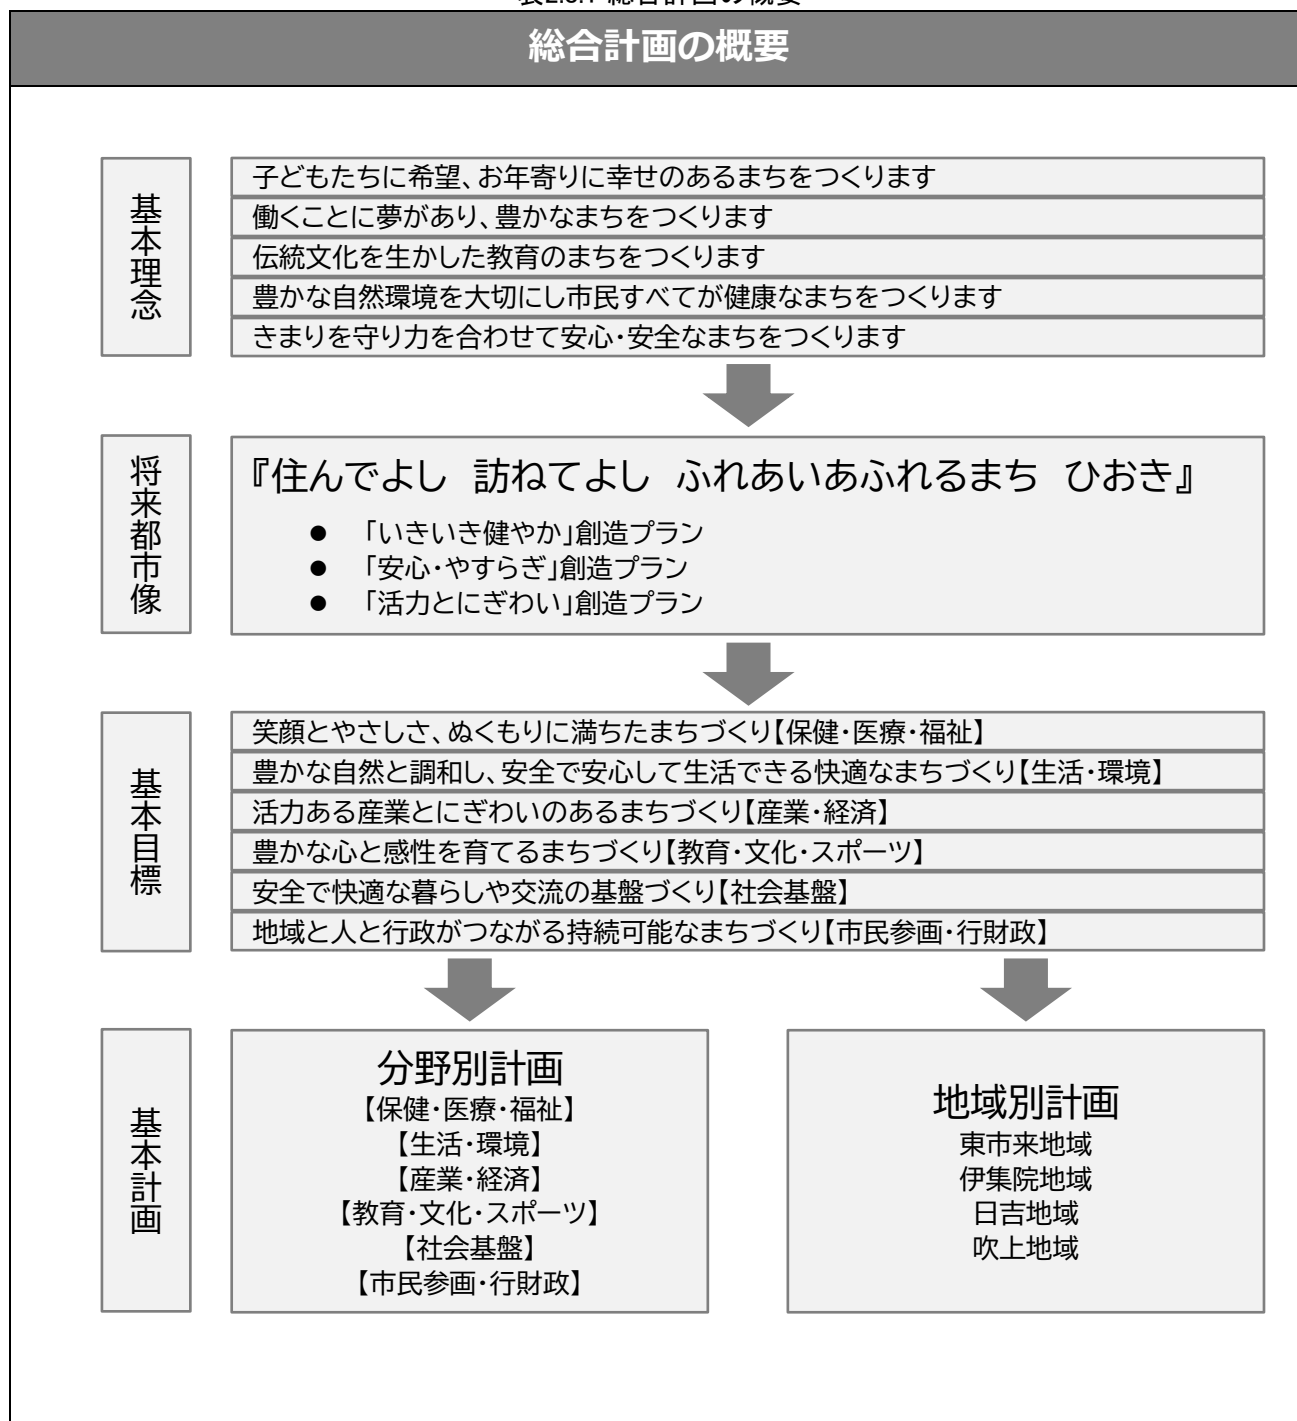 総合計画の概要
基本理念
子どもたちに希望、お年寄りに幸せのあるまちをつくります
働くことに夢があり、豊かなまちをつくります
伝統文化を生かした教育のまちをつくります
豊かな自然環境を大切にし市民すべてが健康なまちをつくります
きまりを守り力を合わせて安心・安全なまちをつくります
将来都市像
『住んでよし 訪ねてよし ふれあいあふれるまち ひおき』
● 「いきいき健やか」創造プラン
● 「安心・やすらぎ」創造プラン
● 「活力とにぎわい」創造プラン
基本目標
笑顔とやさしさ、ぬくもりに満ちたまちづくり【保健・医療・福祉】
豊かな自然と調和し、安全で安心して生活できる快適なまちづくり【生活・環境】
活力ある産業とにぎわいのあるまちづくり【産業・経済】
豊かな心と感性を育てるまちづくり【教育・文化・スポーツ】
安全で快適な暮らしや交流の基盤づくり【社会基盤】
地域と人と行政がつながる持続可能なまちづくり【市民参画・行財政】
基本計画
分野別計画
【保健・医療・福祉】
【生活・環境】
【産業・経済】
【教育・文化・スポーツ】
【社会基盤】
【市民参画・行財政】
地域別計画
東市来地域
伊集院地域
日吉地域
吹上地域